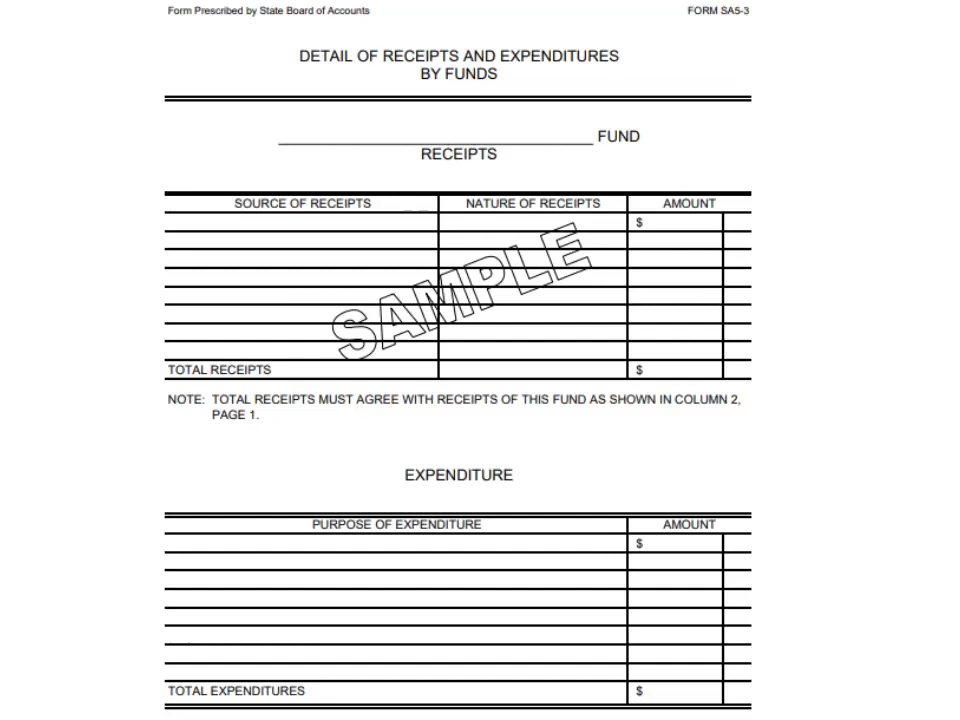 Form Prescribed by State Board of Accounts FORM SA5-3
DETAIL OF RECEIPTS AND EXPENDITURES
BY FUNDS
FUND
RECEIPTS
SOURCE OF RECEIPTS NATURE OF RECEIPTS AMOUNT
$
SAMPLE
TOTAL RECEIPTS $
NOTE: TOTAL RECEIPTS MUST AGREE WITH RECEIPTS OF THIS FUND AS SHOWN IN COLUMN 2,
PAGE 1.
EXPENDITURE
PURPOSE OF EXPENDITURE AMOUNT
$
TOTAL EXPENDITURES $